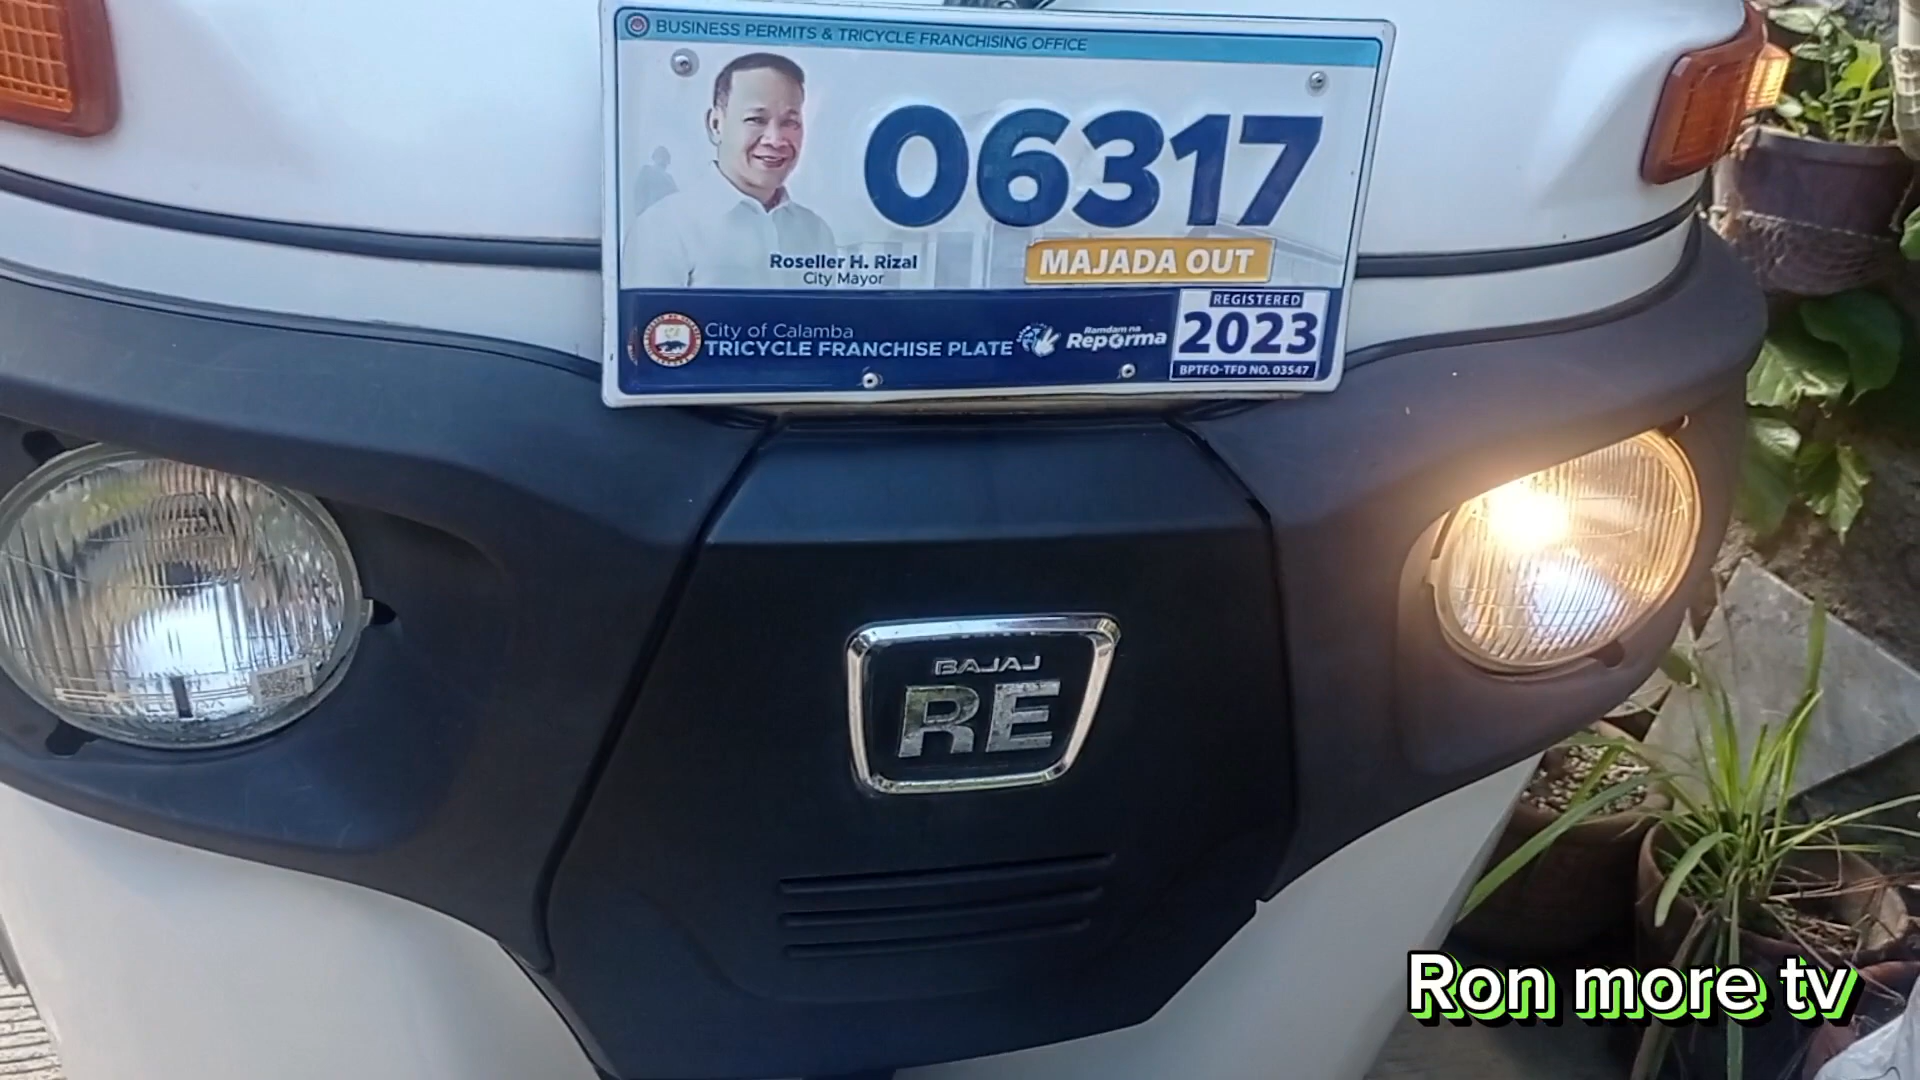 BUSINESS PERMITS & TRICYCLE FRANCHISING OFFICE
06317
Roseller H. Rizal
City Mayor
MAJADA OUT
City of Calamba
TRICYCLE FRANCHISE PLATE
Ramdam na
Reporma
REGISTERED
2023
BPTFO-TFD NO. 03547
BAJAJ
RE
Ron more tv